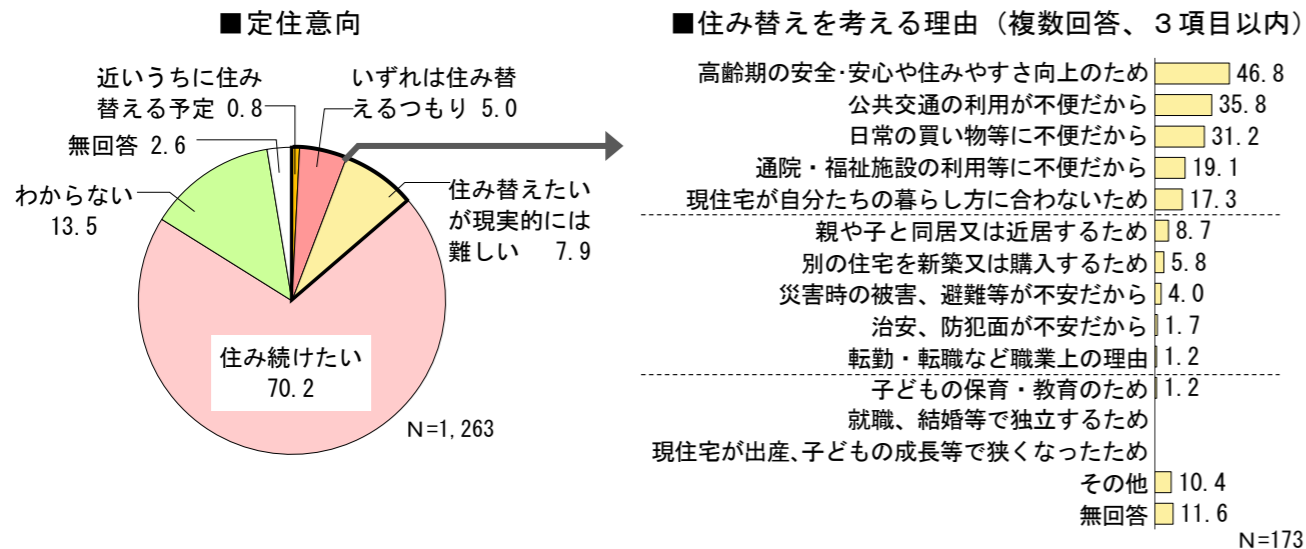 ■定住意向
近いうちに住み
替える予定 0.8
いずれは住み替
えるつもり 5.0
無回答 2.6
わからない
13.5
住み替えたい
が現実的には
難しい 7.9
住み続けたい
70.2
N=1,263
■住み替えを考える理由（複数回答、３項目以内）
高齢期の安全･安心や住みやすさ向上のため 46.8
公共交通の利用が不便だから 35.8
日常の買い物等に不便だから 31.2
通院・福祉施設の利用等に不便だから 19.1
現住宅が自分たちの暮らし方に合わないため 17.3
親や子と同居又は近居するため 8.7
別の住宅を新築又は購入するため 5.8
災害時の被害、避難等が不安だから 4.0
治安、防犯面が不安だから 1.7
転勤・転職など職業上の理由 1.2
子どもの保育・教育のため 1.2
就職、結婚等で独立するため
現住宅が出産、子どもの成長等で狭くなったため
その他 10.4
無回答 11.6
N=173